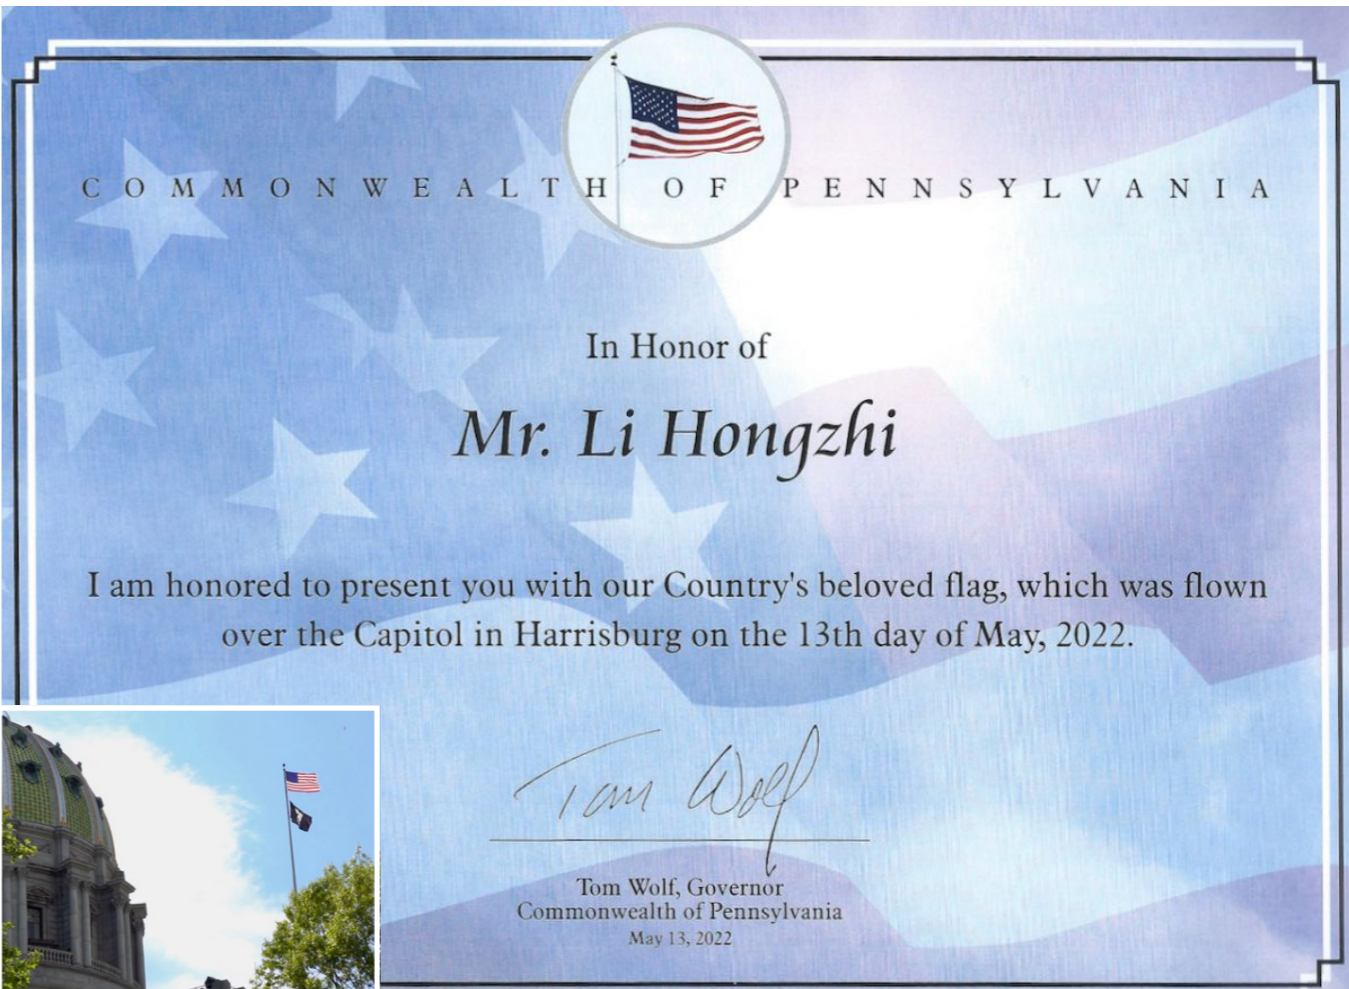 COMMONWEALTH OF PENNSYLVANIA
In Honor of
Mr. Li Hongzhi
I am honored to present you with our Country's beloved flag, which was flown
over the Capitol in Harrisburg on the 13th day of May, 2022.
Tom Wolf
Tom Wolf, Governor
Commonwealth of Pennsylvania
May 13, 2022